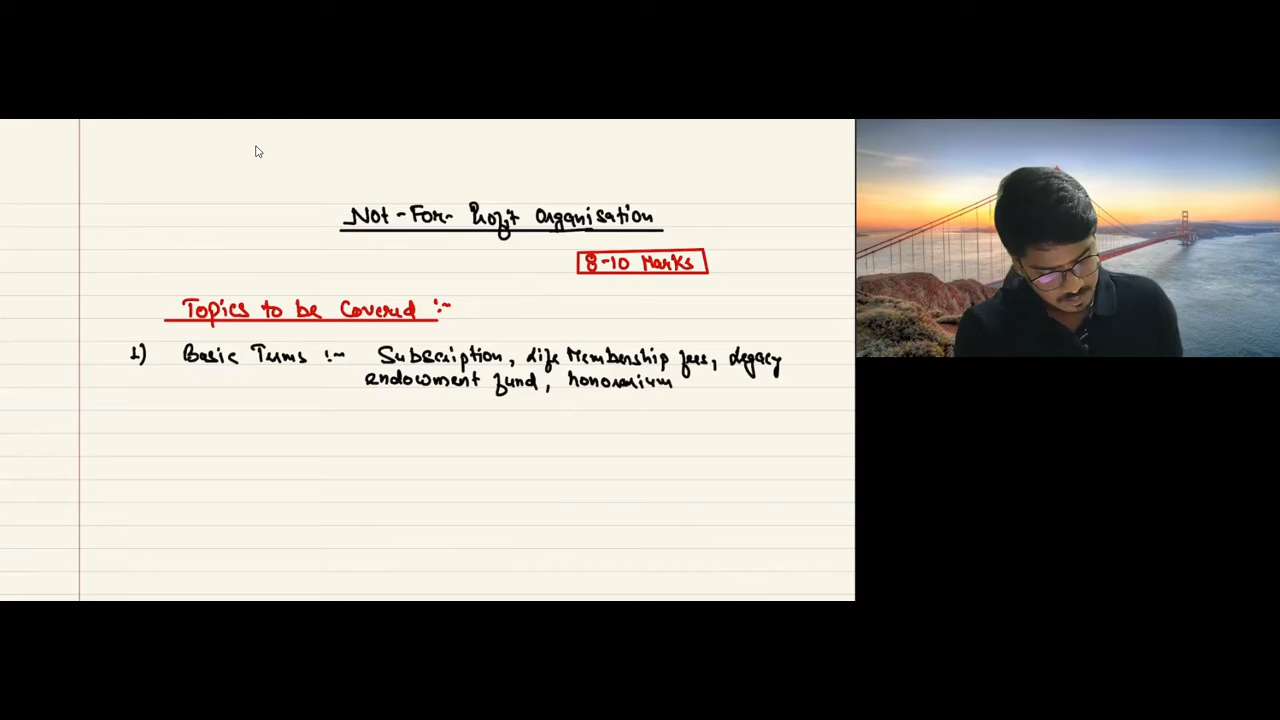 Not-For-Profit Organisation
8-10 Marks
Topics to be Covered :-
1) Basic Terms :- Subscription, Life Membership fees, Legacy
endowment fund, honorarium